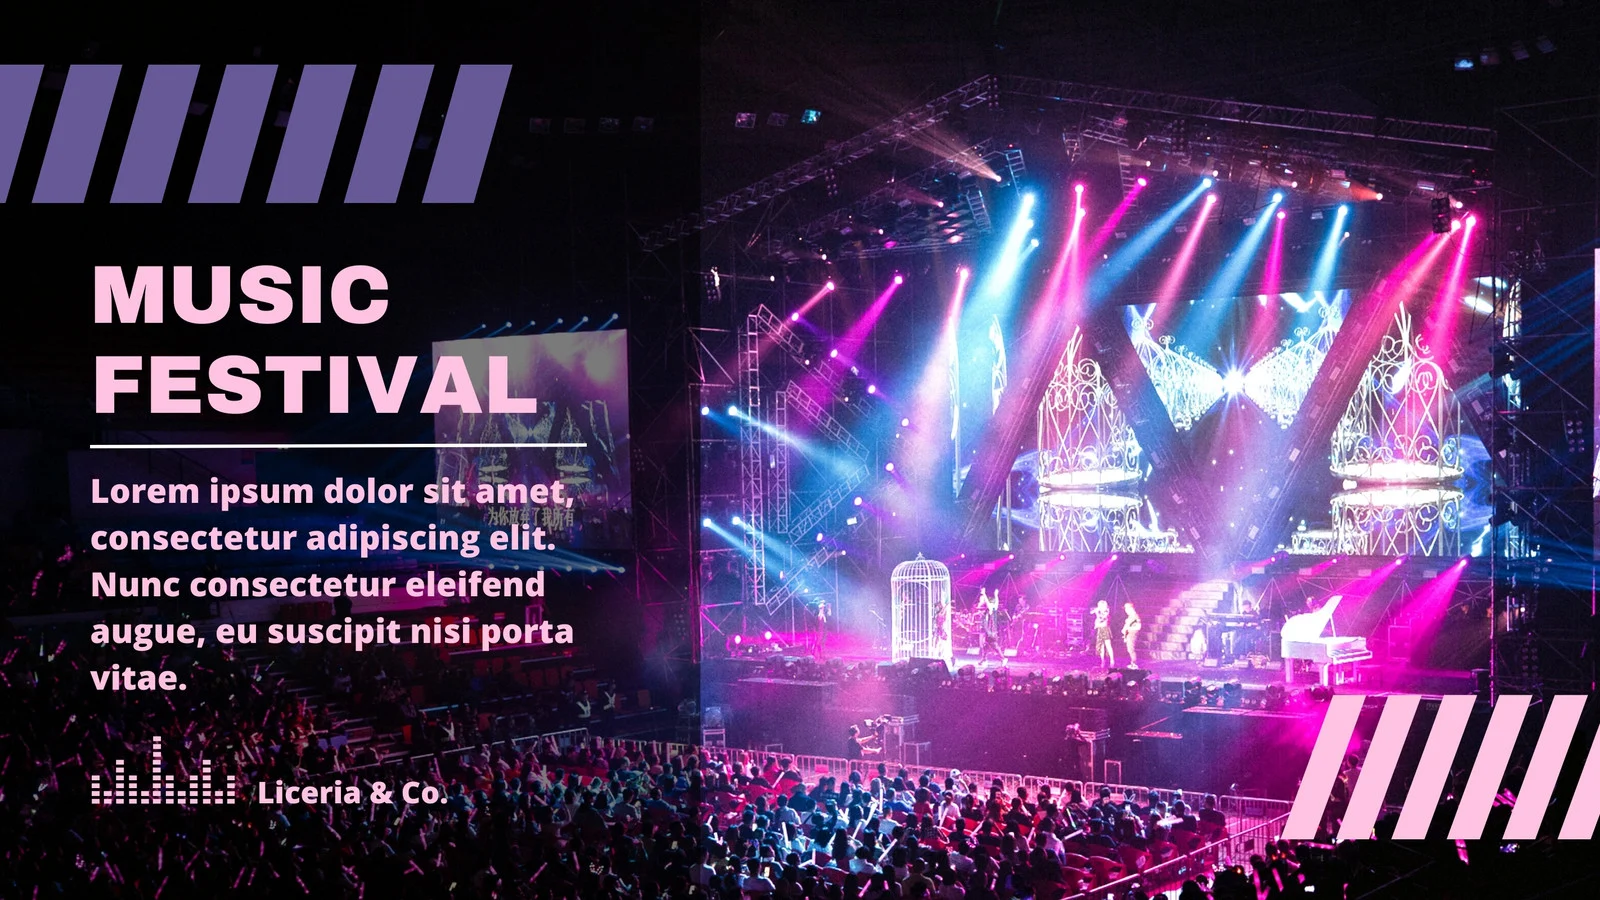 MUSIC
FESTIVAL
Lorem ipsum dolor sit amet,
为你放弃了我所有
consectetur adipiscing elit.
Nunc consectetur eleifend
augue, eu suscipit nisi porta
vitae.
Liceria & Co.